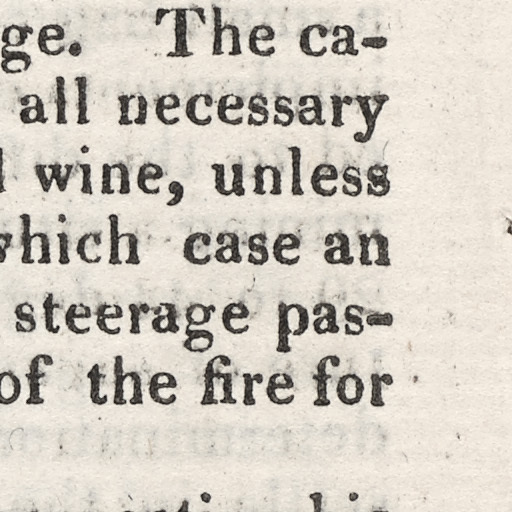 ge. The ca-
all necessary
wine, unless
which case an
steerage pas-
of the fire for